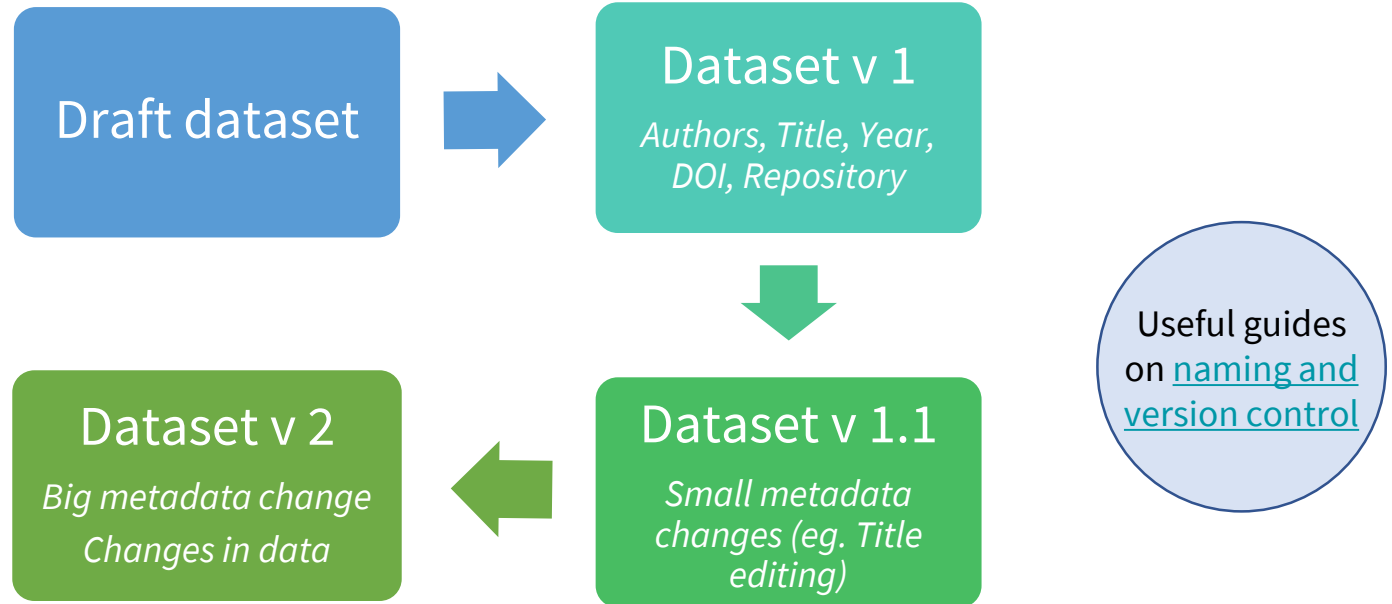 Draft dataset
Dataset v 1
Authors, Title, Year,
DOI, Repository
Dataset v 1.1
Small metadata
changes (eg. Title
editing)
Dataset v 2
Big metadata change
Changes in data
Useful guides
on naming and
version control